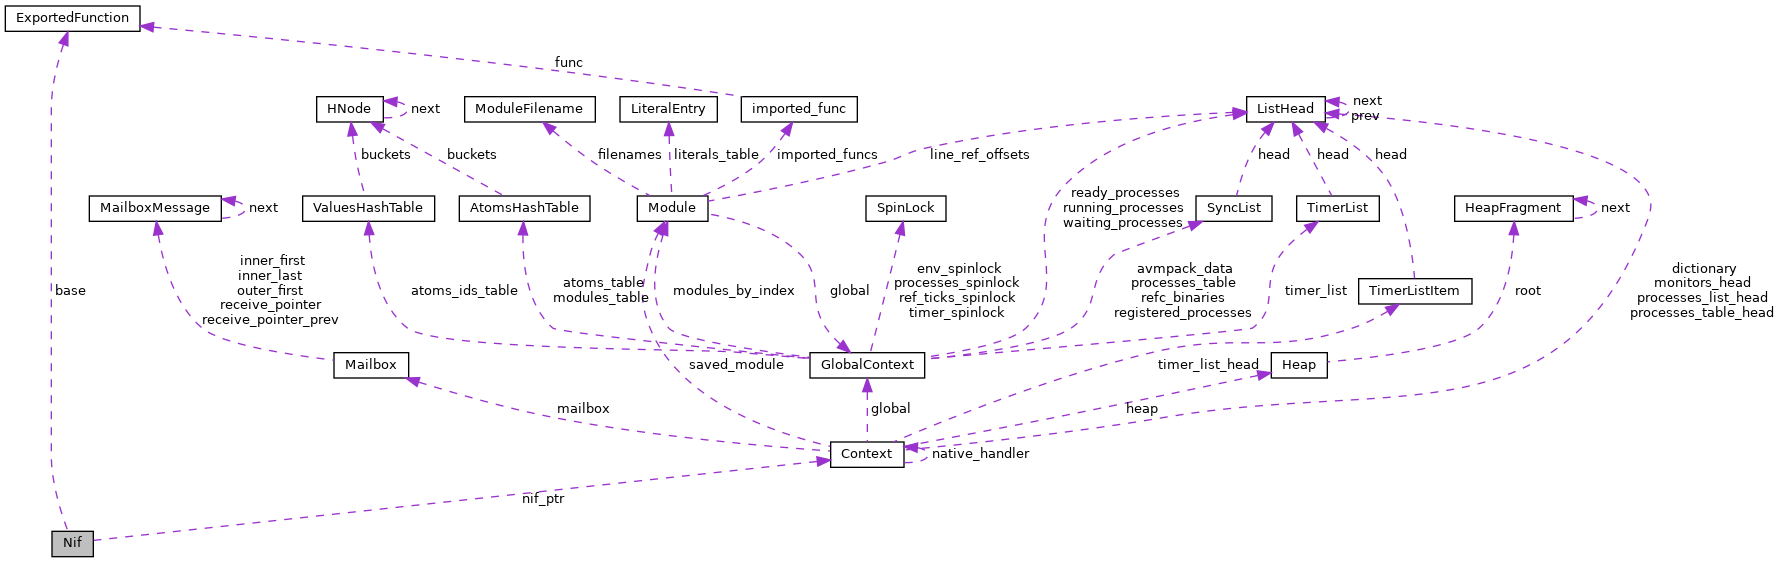 ExportedFunction
func
HNode
next
ModuleFilename
LiteralEntry
imported_func
ListHead
next
prev
buckets
buckets
filenames
literals_table
imported_funcs
line_ref_offsets
head
head
head
MailboxMessage
next
ValuesHashTable
AtomsHashTable
Module
SpinLock
ready_processes
running_processes
waiting_processes
SyncList
TimerList
HeapFragment
next
base
inner_first
inner_last
outer_first
receive_pointer
receive_pointer_prev
atoms_ids_table
atoms_table
modules_table
modules_by_index
global
env_spinlock
processes_spinlock
ref_ticks_spinlock
timer_spinlock
avmpack_data
processes_table
refc_binaries
registered_processes
timer_list
TimerListItem
root
dictionary
monitors_head
processes_list_head
processes_table_head
Mailbox
saved_module
GlobalContext
timer_list_head
Heap
mailbox
global
heap
Context
native_handler
nif_ptr
Nif